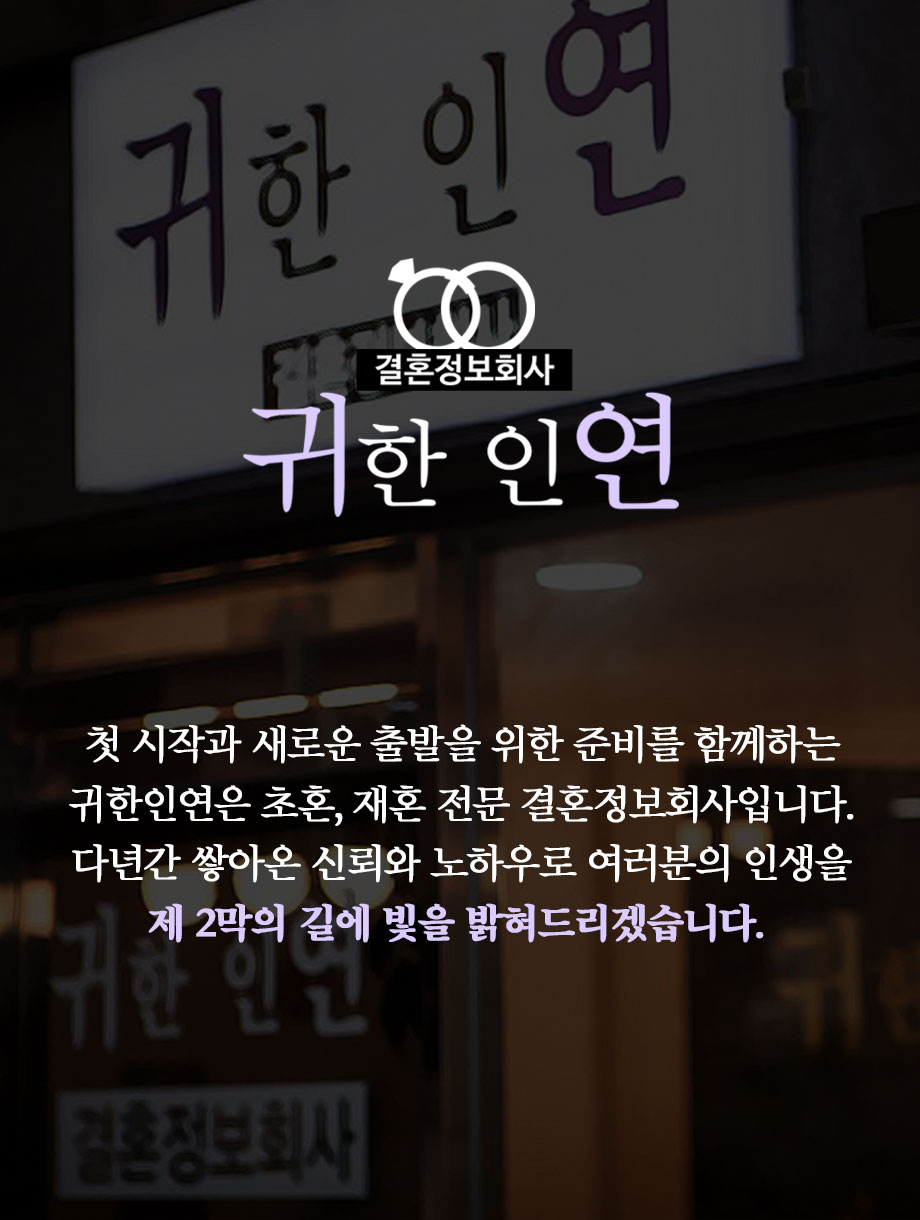 귀한 인연
결혼정보회사
귀한 인연
첫 시작과 새로운 출발을 위한 준비를 함께하는
귀한인연은 초혼, 재혼 전문 결혼정보회사입니다.
다년간 쌓아온 신뢰와 노하우로 여러분의 인생을
제 2막의 길에 빛을 밝혀드리겠습니다.
귀한 인연
귀한
결혼정보회사